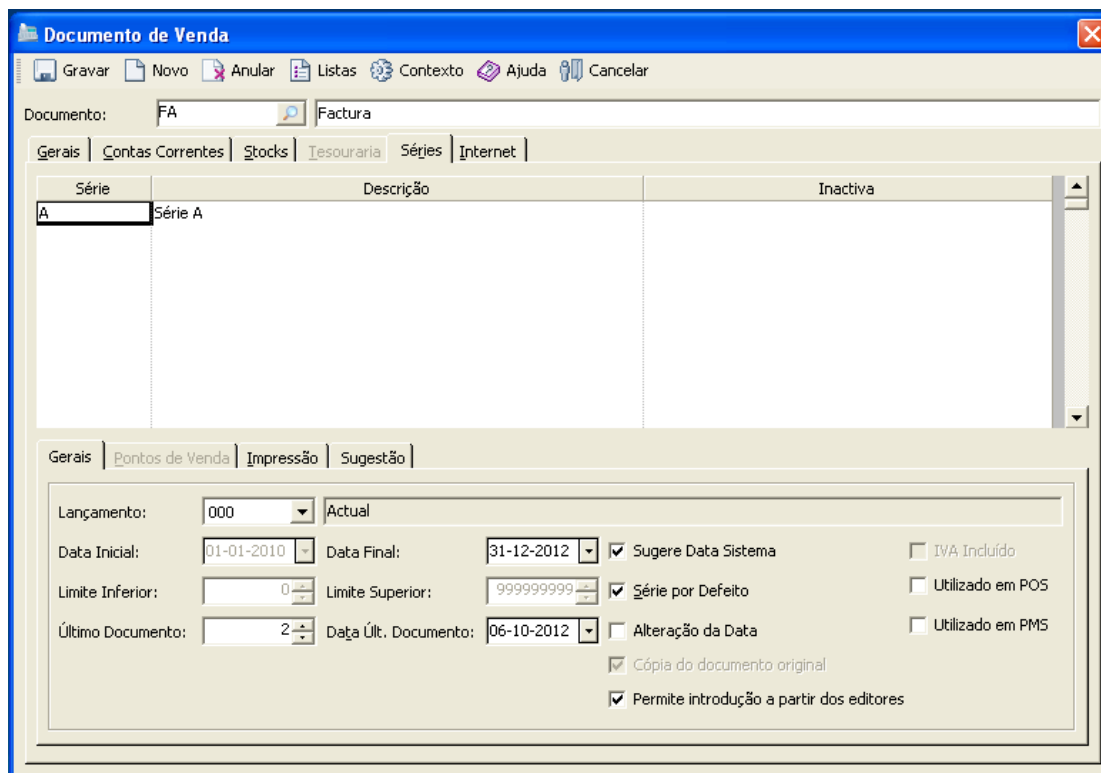 Documento de Venda
Gravar Novo Anular Listas Contexto Ajuda Cancelar
Documento: FA Factura
Gerais Contas Correntes Stocks Tesouraria Séries Internet
Série Descrição Inactiva
A Série A
Gerais Pontos de Venda Impressão Sugestão
Lançamento: 000 Actual
Data Inicial: 01-01-2010 Data Final: 31-12-2012 Sugere Data Sistema IVA Incluído
Limite Inferior: 0 Limite Superior: 999999999 Série por Defeito Utilizado em POS
Último Documento: 2 Data Últ. Documento: 06-10-2012 Alteração da Data Utilizado em PMS
Cópia do documento original
Permite introdução a partir dos editores